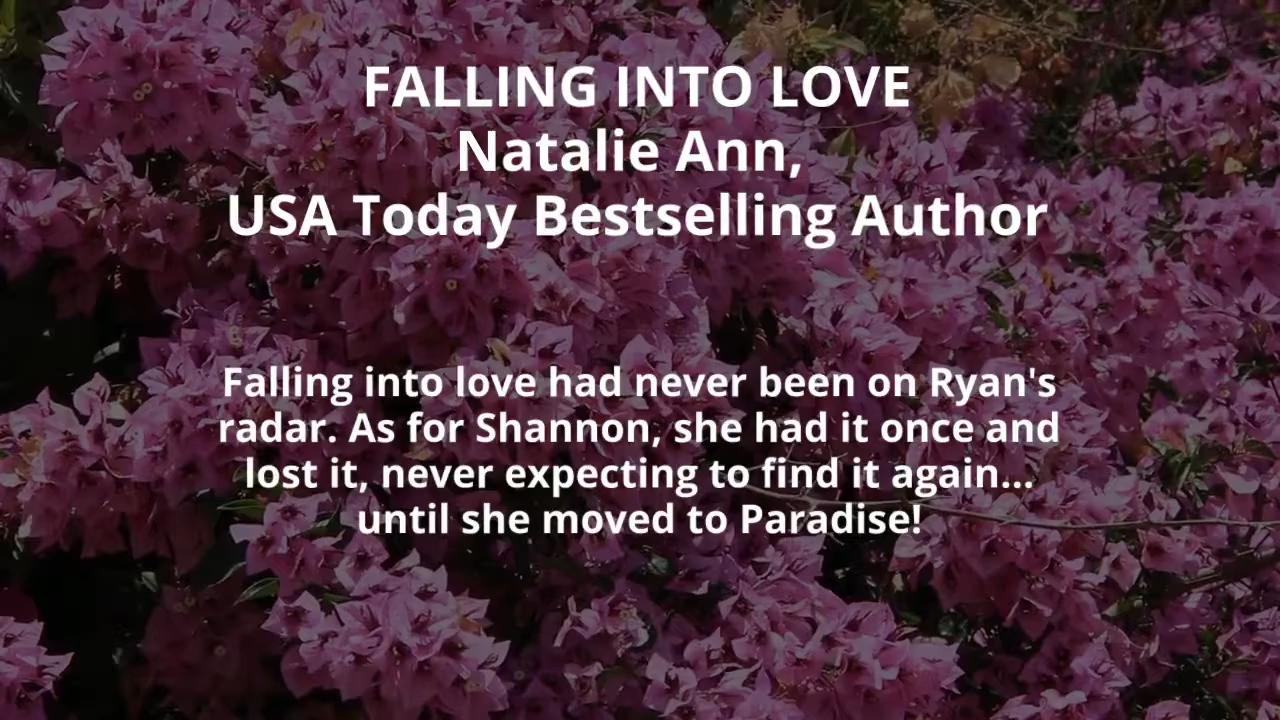 FALLING INTO LOVE
Natalie Ann,
USA Today Bestselling Author
Falling into love had never been on Ryan's
radar. As for Shannon, she had it once and
lost it, never expecting to find it again...
until she moved to Paradise!